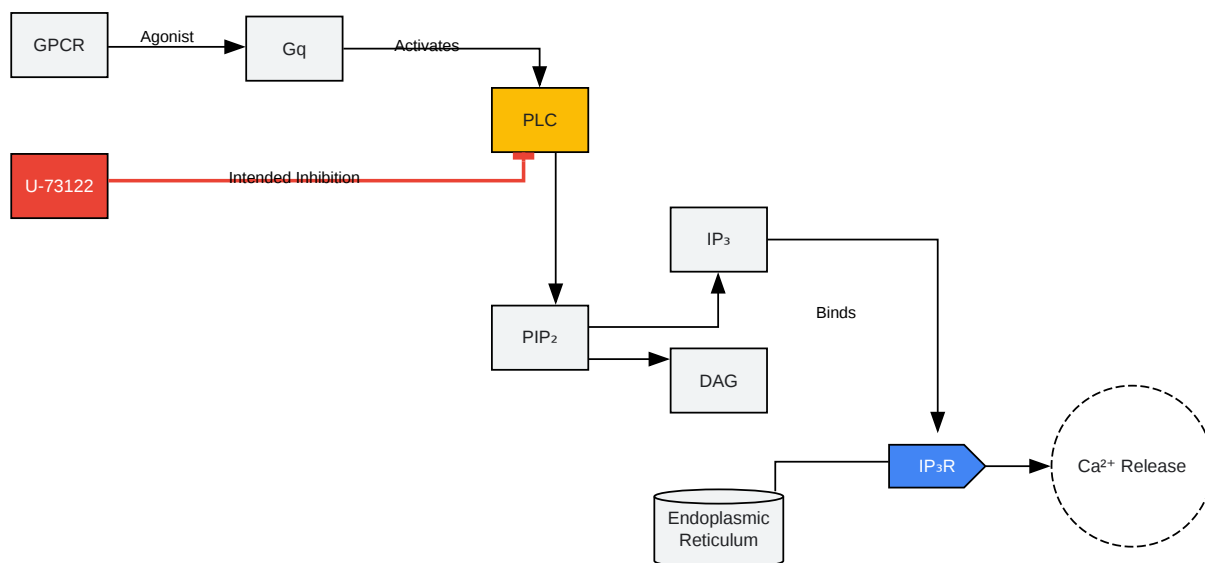 GPCR
Agonist
Gq
Activates
PLC
U-73122
Intended Inhibition
IP₃
Binds
PIP₂
DAG
IP₃R
Ca²⁺ Release
Endoplasmic
Reticulum